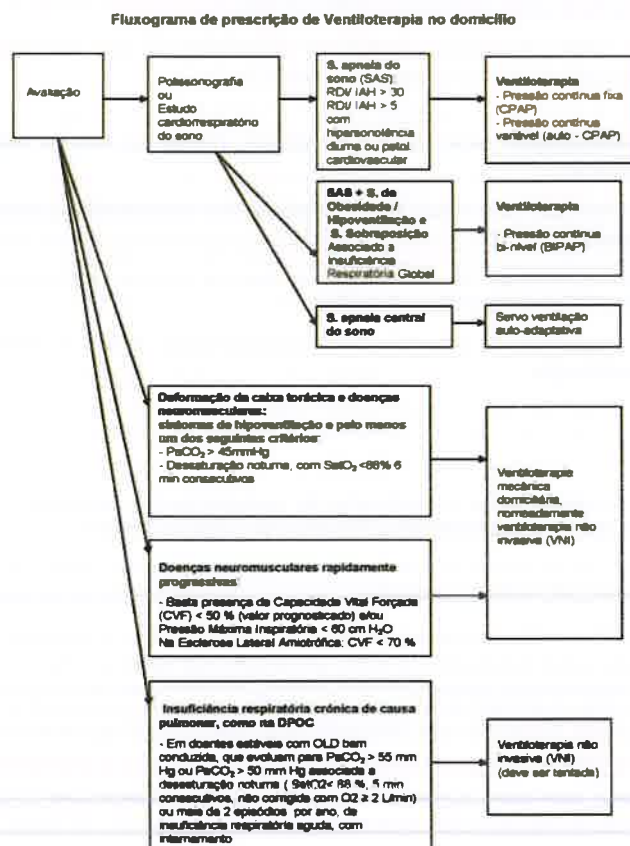 Fluxograma de prescrição de Ventiloterapia no domicílio
Avaliação
Polissonografia
ou
Estudo
cardiorrespiratório
do sono
S. apneia do
sono (SAS):
RDI/ IAH > 30
RDI/ IAH > 5
com
hipersonolência
diurna ou patol.
cardiovascular
Ventiloterapia
- Pressão contínua fixa
(CPAP)
- Pressão contínua
variável (auto - CPAP)
SAS + S. de
Obesidade /
Hipoventilação e
S. Sobreposição
Associado a
insuficiência
Respiratória Global
Ventiloterapia
- Pressão contínua
bi-nível (BIPAP)
S. apneia central
do sono
Servo ventilação
auto-adaptativa
Deformação da caixa torácica e doenças
neuromusculares:
sintomas de hipoventilação e pelo menos
um dos seguintes critérios:
- PaCO₂ > 45mmHg
- Dessaturação noturna, com SatO₂ <88% 5
min consecutivos
Ventiloterapia
mecânica
domiciliária,
nomeadamente
ventiloterapia não
invasiva (VNI)
Doenças neuromusculares rapidamente
progressivas:
- Basta presença de Capacidade Vital Forçada
(CVF) < 50 % (valor prognosticado) e/ou
Pressão Máxima Inspiratória < 60 cm H₂O
Na Esclerose Lateral Amiotrófica: CVF < 70 %
Insuficiência respiratória crónica de causa
pulmonar, como na DPOC
- Em doentes estáveis com OLD bem
conduzida, que evoluem para PaCO₂ > 55 mm
Hg ou PaCO₂ > 50 mm Hg associada a
dessaturação noturna ( SatO2< 88 %, 5 min
consecutivos, não corrigida com O2 ≥ 2 L/min)
ou mais de 2 episódios por ano, de
insuficiência respiratória aguda, com
internamento
Ventiloterapia não
invasiva (VNI)
(deve ser tentada)